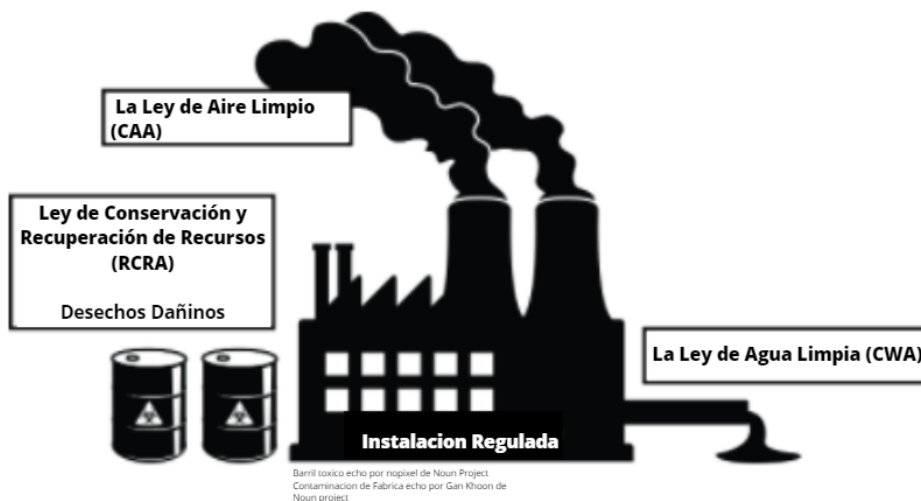 La Ley de Aire Limpio
(CAA)
Ley de Conservación y
Recuperación de Recursos
(RCRA)
Desechos Dañinos
La Ley de Agua Limpia (CWA)
Instalacion Regulada
Barril toxico echo por nopixel de Noun Project
Contaminacion de Fabrica echo por Gan Khoon de
Noun project